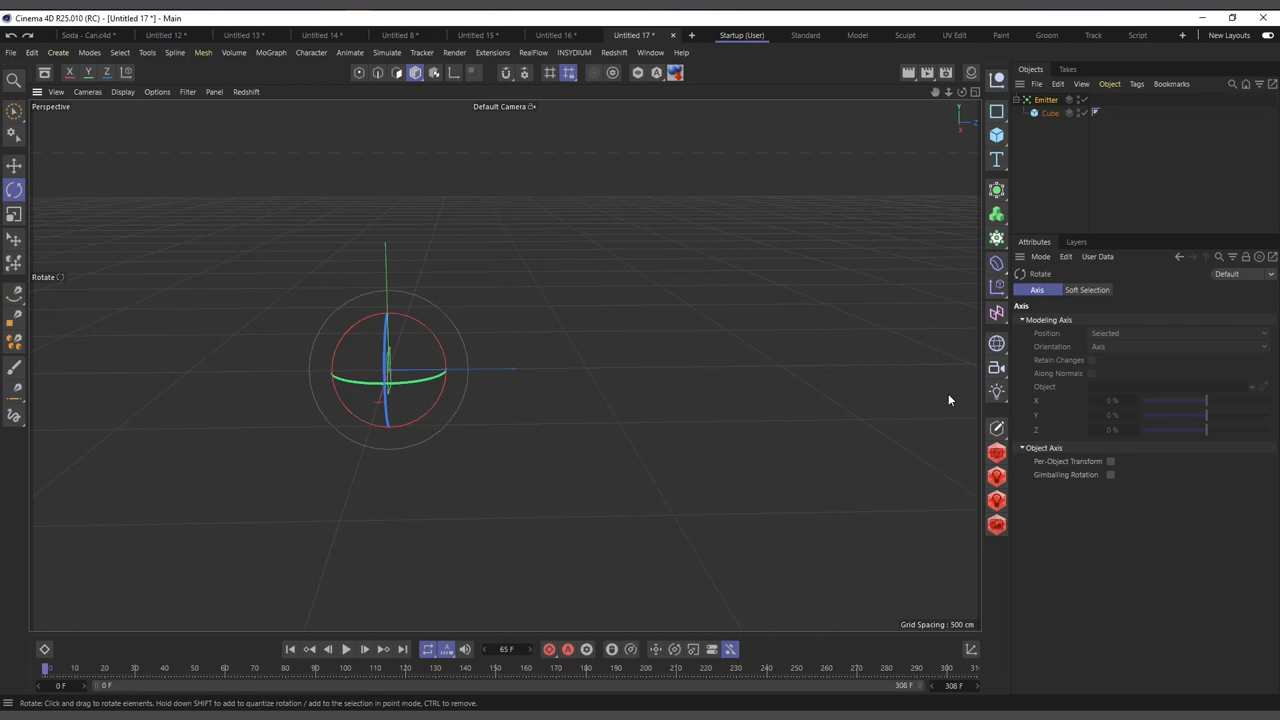 Cinema 4D R25.010 (RC) - [Untitled 17 *] - Main
Soda - Fizz.c4d *
Untitled 12 *
Untitled 13 *
Untitled 14 *
Untitled 8 *
Untitled 15 *
Untitled 16 *
Untitled 17 *
Startup (User)
Standard
Model
Sculpt
UV Edit
Paint
Groom
Track
Script
New Layouts
File Edit Create Modes Select Tools Spline Mesh Volume MoGraph Character Animate Simulate Tracker Render Extensions RealFlow INSYDIUM Redshift Window Help
X Y Z
View Cameras Display Options Filter Panel Redshift
Perspective
Default Camera
Y
Z
X
Rotate
Grid Spacing : 500 cm
Objects Takes
File Edit View Object Tags Bookmarks
Emitter
Cube
Attributes Layers
Mode Edit User Data
Rotate
Default
Axis Soft Selection
Axis
Modeling Axis
Position Selected
Orientation Axis
Retain Changes
Along Normals
Object
X 0 %
Y 0 %
Z 0 %
Object Axis
Per-Object Transform
Gimballing Rotation
65 F
0 10 20 30 40 50 60 70 80 90 100 110 120 130 140 150 160 170 180 190 200 210 220 230 240 250 260 270 280 290 300
0 F
0 F
308 F
308 F
Rotate: Click and drag to rotate elements. Hold down SHIFT to add to quantize rotation / add to the selection in point mode, CTRL to remove.